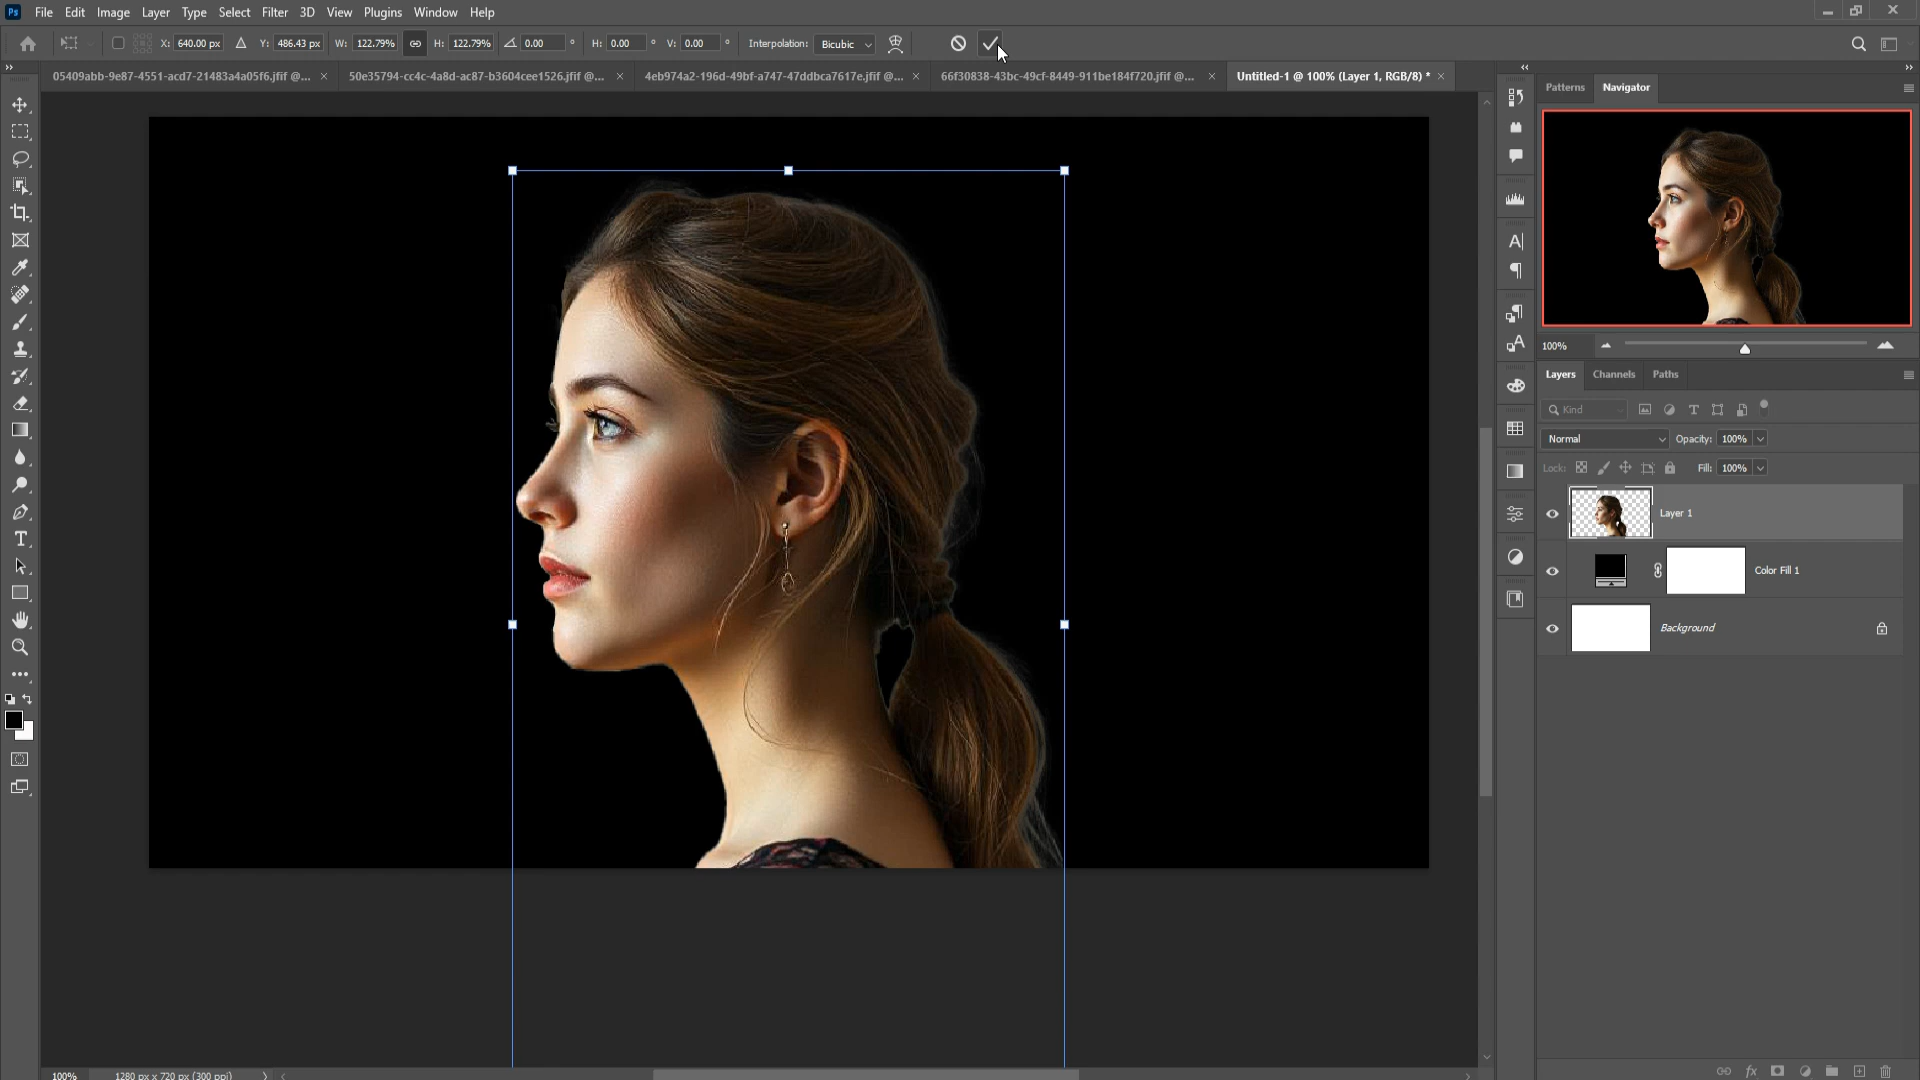 Ps File Edit Image Layer Type Select Filter 3D View Plugins Window Help
X: 640.00 px Y: 486.43 px W: 122.79% H: 122.79% 0.00 ° H: 0.00 ° V: 0.00 ° Interpolation: Bicubic
05409abb-9e87-4551-acd7-21483a4a05f6.jfif @... × 50e35794-cc4c-4a8d-ac87-b3604cee1526.jfif @... × 4eb974a2-196d-49bf-a747-47ddbca7617e.jfif @... × 66f30838-43bc-49cf-8449-911be184f720.jfif @... × Untitled-1 @ 100% (Layer 1, RGB/8) * ×
Patterns Navigator
100%
Layers Channels Paths
Kind
Normal Opacity: 100%
Lock: Fill: 100%
Layer 1
Color Fill 1
Background
100% 1280 px x 720 px (300 ppi)